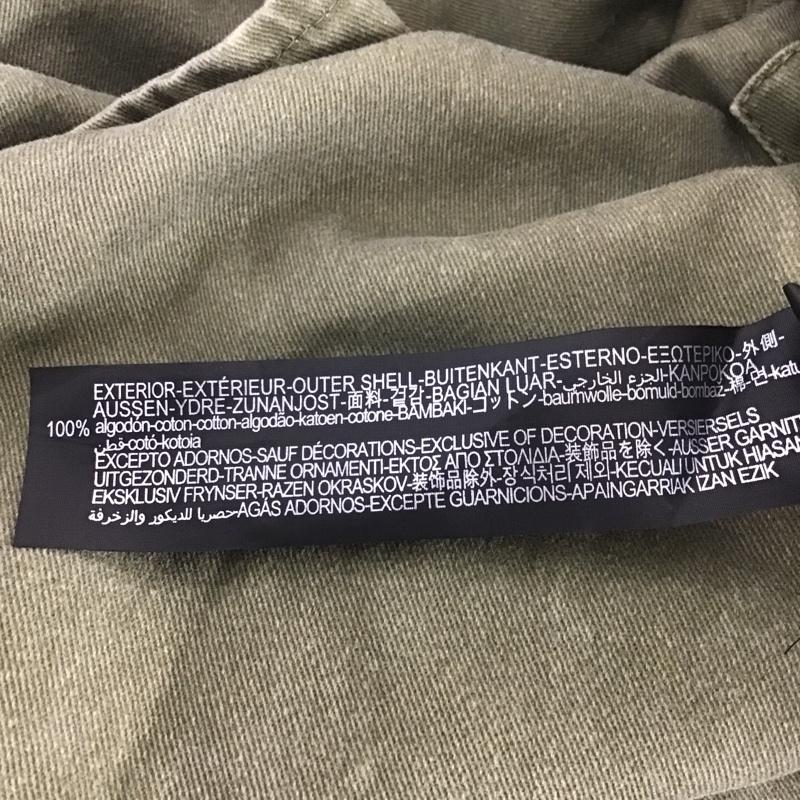 EXTERIOR-EXTÉRIEUR-OUTER SHELL-BUITENKANT-ESTERNO-ΕΞΩΤΕΡΙΚΟ-外側-
AUSSEN-YDRE-ZUNANJOST-面料-겉감-BAGIAN LUAR-الجزء الخارجي-KANPOKOA
100% algodón-coton-cotton-algodão-katoen-cotone-ΒΑΜΒΑΚΙ-コットン-baumwolle-bomuld-bombaž-棉-면-katu
قطن-cotó-kotoia
EXCEPTO ADORNOS-SAUF DÉCORATIONS-EXCLUSIVE OF DECORATION-VERSIERSELS
UITGEZONDERD-TRANNE ORNAMENTI-ΕΚΤΟΣ ΑΠΟ ΣΤΟΛΙΔΙΑ-装飾品を除く-AUSSER GARNIT
EKSKLUSIV FRYNSER-RAZEN OKRASKOV-装饰品除外-장식처리 제외-KECUALI UNTUK HIASAN
حصريا للديكور والزخرفة-AGÁS ADORNOS-EXCEPTE GUARNICIONS-APAINGARRIAK IZAN EZIK